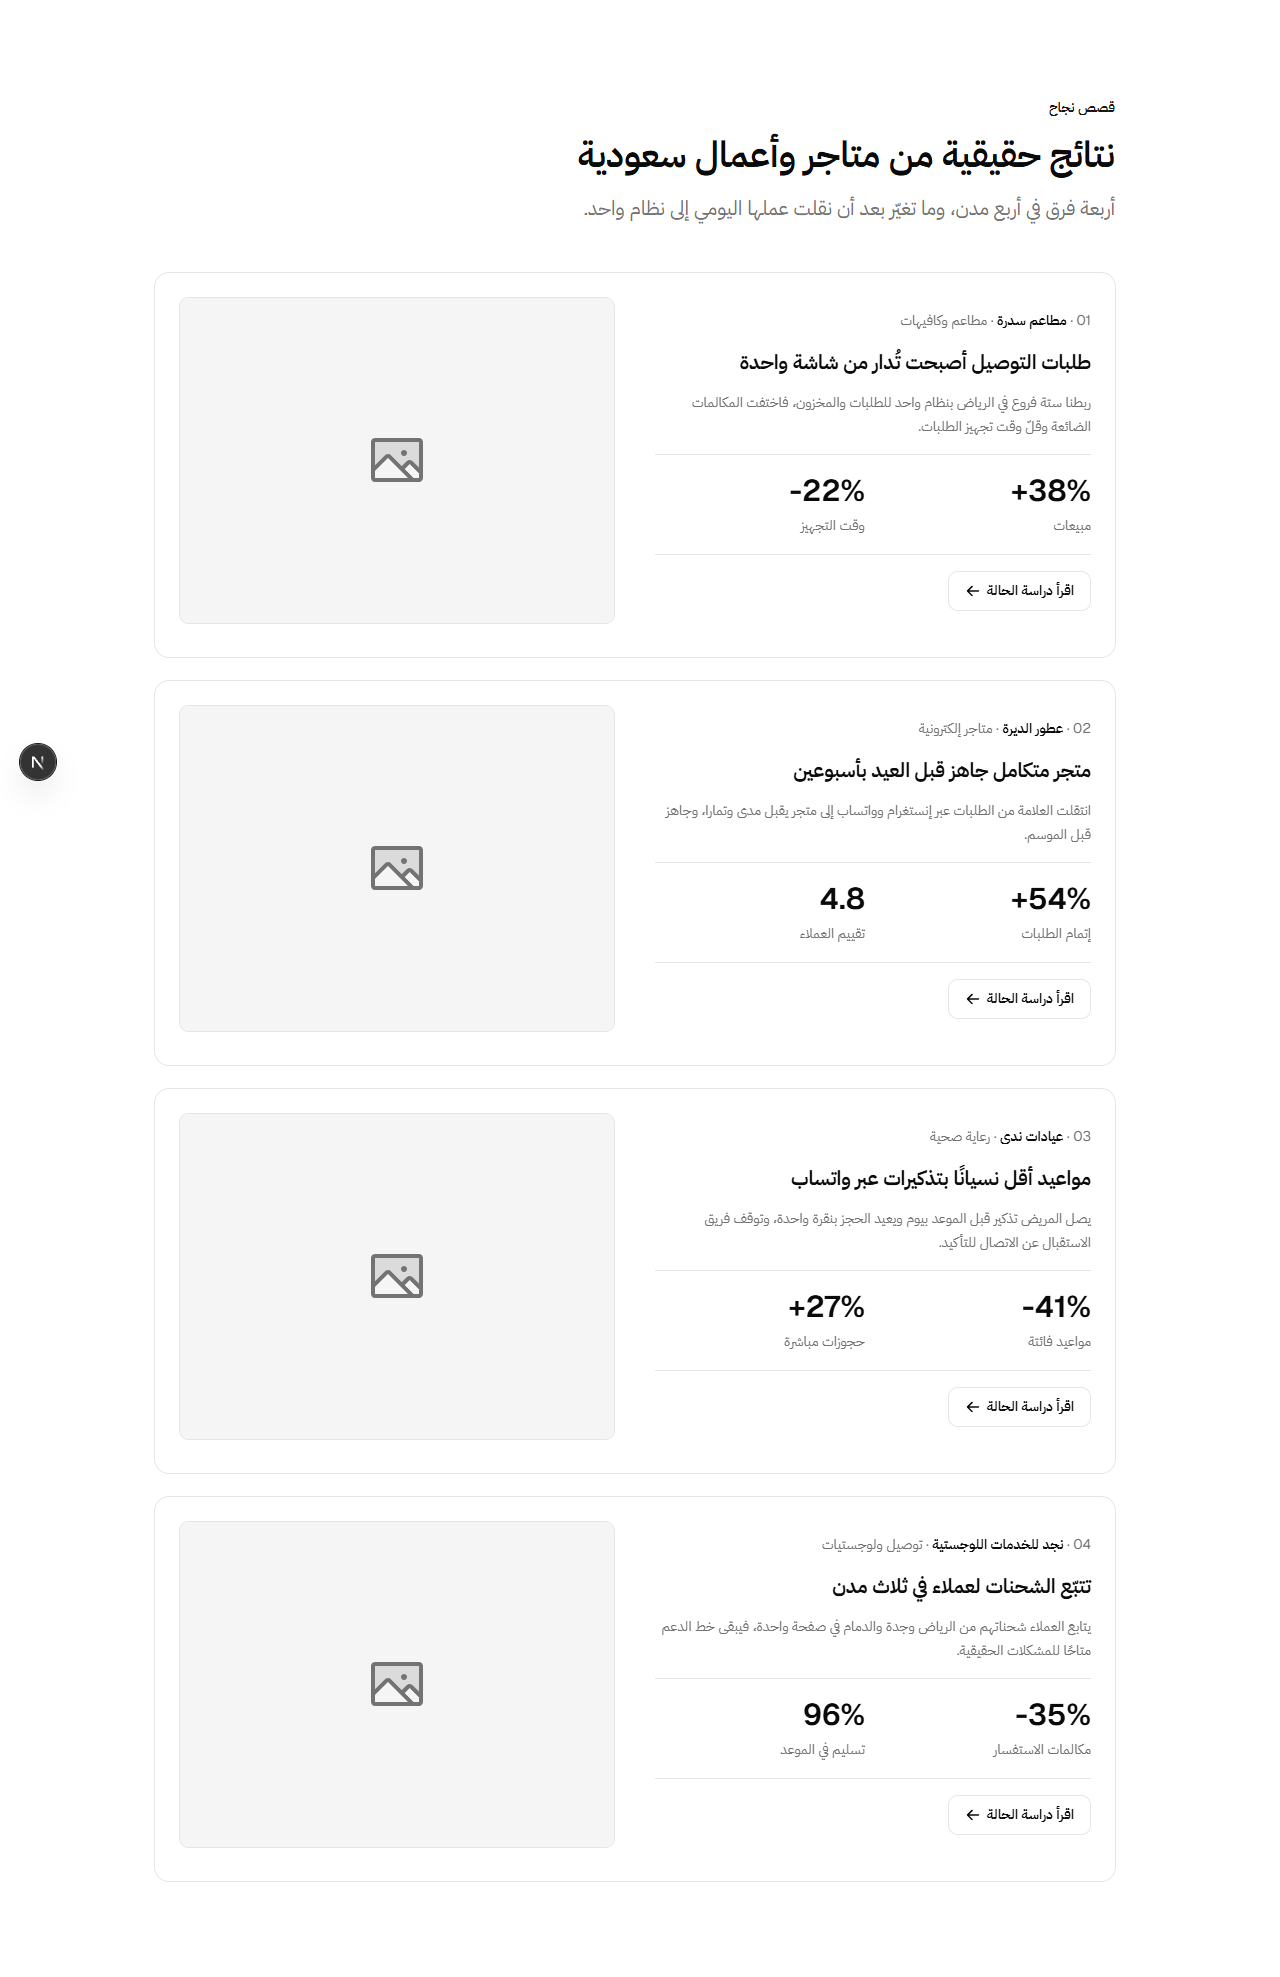 قصص نجاح
نتائج حقيقية من متاجر وأعمال سعودية
أربعة فرق في أربع مدن، وما تغيّر بعد أن نقلت عملها اليومي إلى نظام واحد.
01 · مطاعم سدرة · مطاعم وكافيهات
طلبات التوصيل أصبحت تُدار من شاشة واحدة
ربطنا ستة فروع في الرياض بنظام واحد للطلبات والمخزون، فاختفت المكالمات
الضائعة وقلّ وقت تجهيز الطلبات.
+38%
مبيعات
-22%
وقت التجهيز
اقرأ دراسة الحالة ←
02 · عطور الديرة · متاجر إلكترونية
متجر متكامل جاهز قبل العيد بأسبوعين
انتقلت العلامة من الطلبات عبر إنستغرام وواتساب إلى متجر يقبل مدى وتمارا، وجاهز
قبل الموسم.
+54%
إتمام الطلبات
4.8
تقييم العملاء
اقرأ دراسة الحالة ←
03 · عيادات ندى · رعاية صحية
مواعيد أقل نسيانًا بتذكيرات عبر واتساب
يصل المريض تذكير قبل الموعد بيوم ويعيد الحجز بنقرة واحدة، وتوقف فريق
الاستقبال عن الاتصال للتأكيد.
-41%
مواعيد فائتة
+27%
حجوزات مباشرة
اقرأ دراسة الحالة ←
04 · نجد للخدمات اللوجستية · توصيل ولوجستيات
تتبّع الشحنات لعملاء في ثلاث مدن
يتابع العملاء شحناتهم من الرياض وجدة والدمام في صفحة واحدة، فيبقى خط الدعم
متاحًا للمشكلات الحقيقية.
-35%
مكالمات الاستفسار
96%
تسليم في الموعد
اقرأ دراسة الحالة ←
N